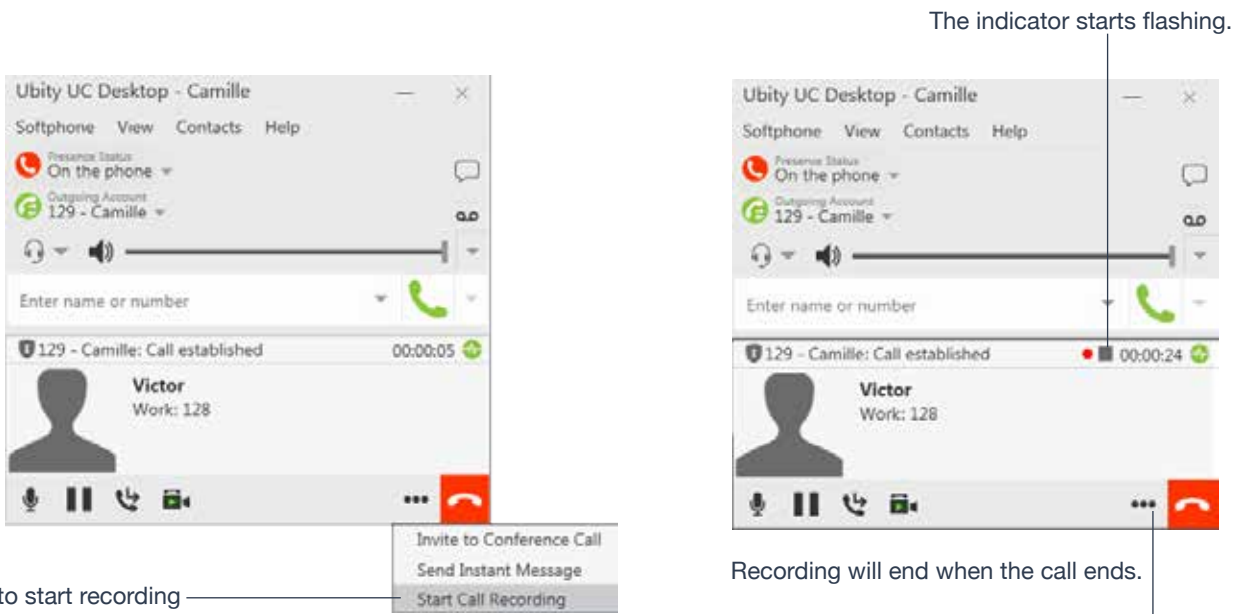 The indicator starts flashing.
Ubity UC Desktop - Camille
Softphone View Contacts Help
Presence Status
On the phone
Outgoing Account
129 - Camille
Enter name or number
129 - Camille: Call established 00:00:05
Victor
Work: 128
Invite to Conference Call
Send Instant Message
Start Call Recording
to start recording
Ubity UC Desktop - Camille
Softphone View Contacts Help
Presence Status
On the phone
Outgoing Account
129 - Camille
Enter name or number
129 - Camille: Call established 00:00:24
Victor
Work: 128
Recording will end when the call ends.